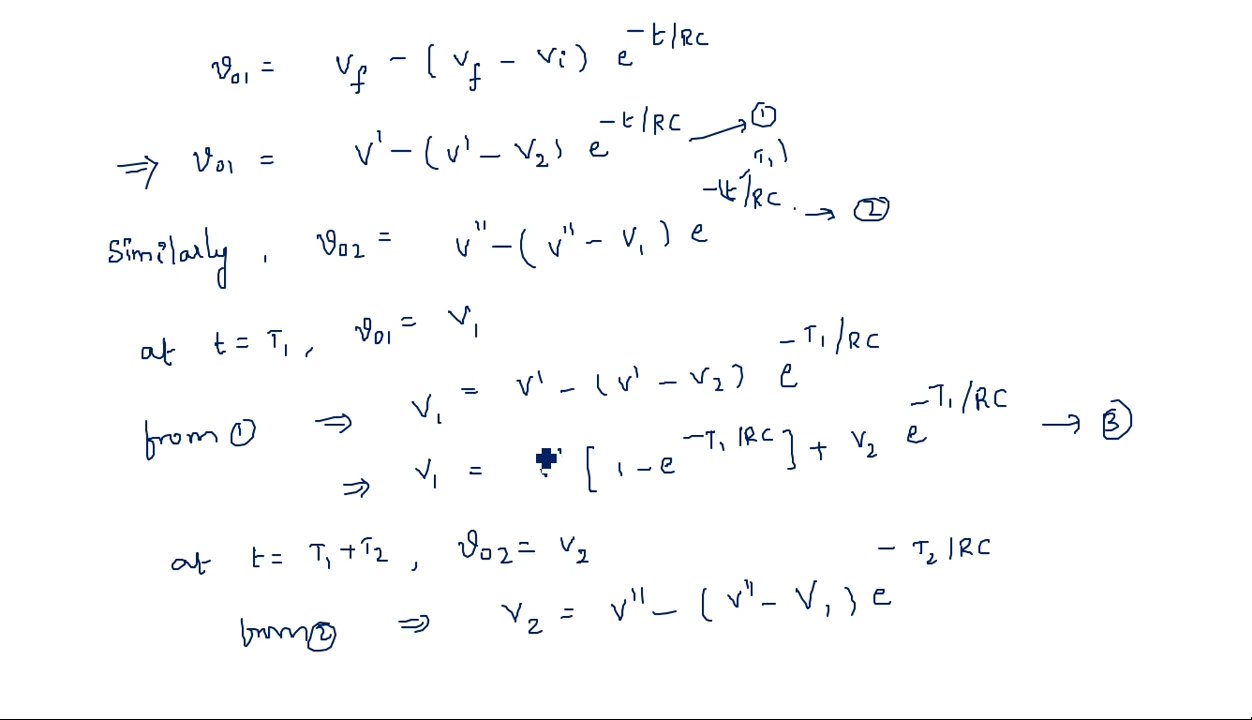 v₀₁ = V_f - ( V_f - Vi ) e^{-t/RC}
⇒ v₀₁ = V' - ( V' - V₂ ) e^{-t/RC} → ①
Similarly, v₀₂ = V'' - ( V'' - V₁ ) e^{-(t-T₁)/RC} . → ②
at t = T₁, v₀₁ = V₁
from ① ⇒ V₁ = V' - ( V' - V₂ ) e^{-T₁/RC}
⇒ V₁ = [ 1 - e^{-T₁/RC} ] + V₂ e^{-T₁/RC} → ③
at t = T₁ + T₂, v₀₂ = V₂
from ② ⇒ V₂ = V'' - ( V'' - V₁ ) e^{-T₂/RC}